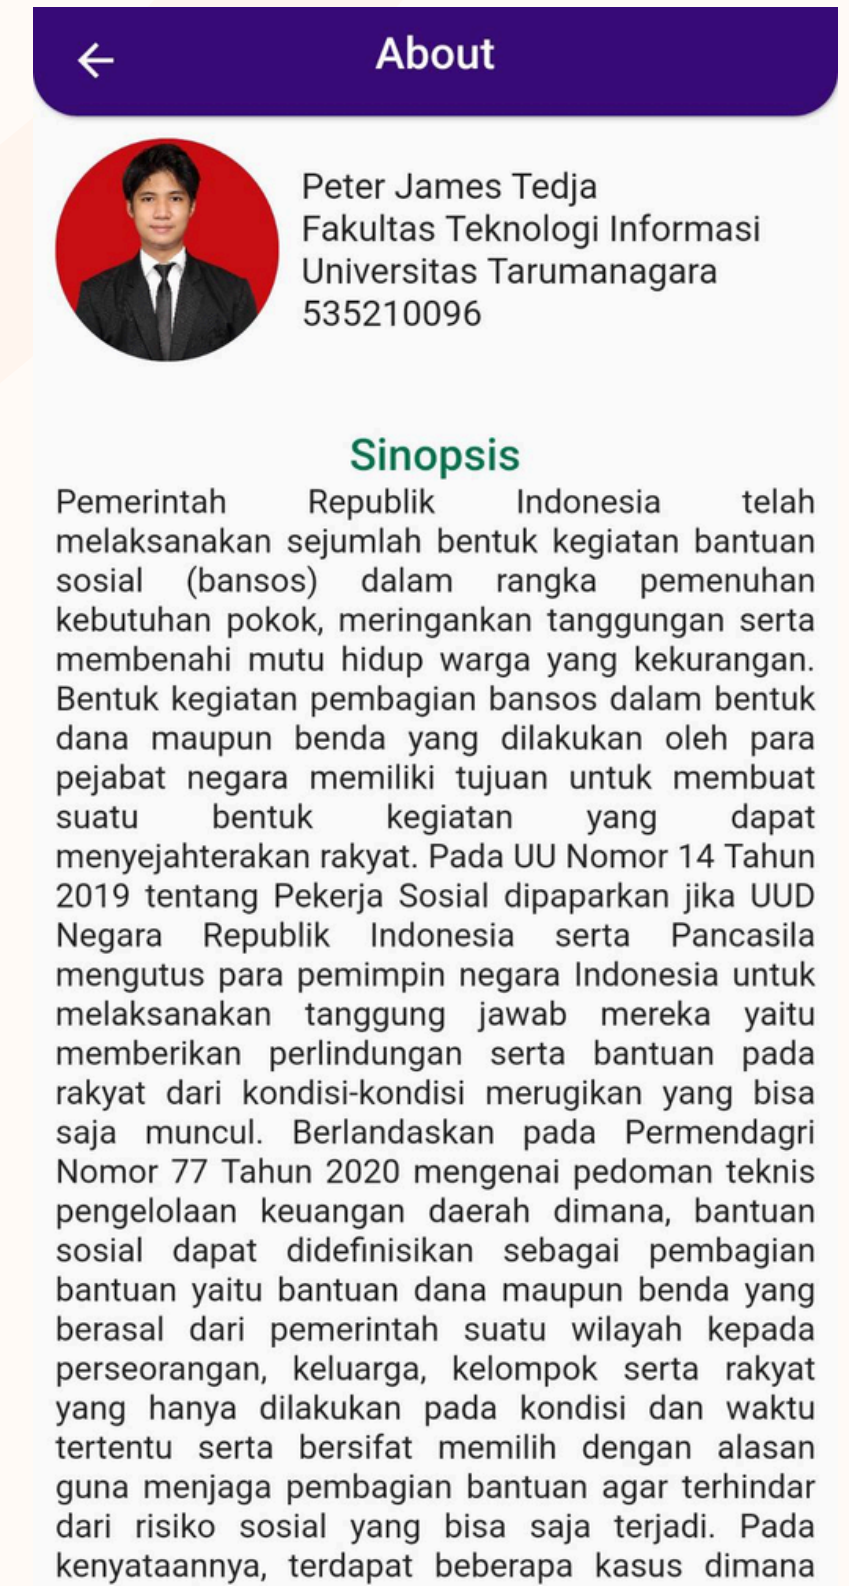 About
Peter James Tedja
Fakultas Teknologi Informasi
Universitas Tarumanagara
535210096
Sinopsis
Pemerintah Republik Indonesia telah
melaksanakan sejumlah bentuk kegiatan bantuan
sosial (bansos) dalam rangka pemenuhan
kebutuhan pokok, meringankan tanggungan serta
membenahi mutu hidup warga yang kekurangan.
Bentuk kegiatan pembagian bansos dalam bentuk
dana maupun benda yang dilakukan oleh para
pejabat negara memiliki tujuan untuk membuat
suatu bentuk kegiatan yang dapat
menyejahterakan rakyat. Pada UU Nomor 14 Tahun
2019 tentang Pekerja Sosial dipaparkan jika UUD
Negara Republik Indonesia serta Pancasila
mengutus para pemimpin negara Indonesia untuk
melaksanakan tanggung jawab mereka yaitu
memberikan perlindungan serta bantuan pada
rakyat dari kondisi-kondisi merugikan yang bisa
saja muncul. Berlandaskan pada Permendagri
Nomor 77 Tahun 2020 mengenai pedoman teknis
pengelolaan keuangan daerah dimana, bantuan
sosial dapat didefinisikan sebagai pembagian
bantuan yaitu bantuan dana maupun benda yang
berasal dari pemerintah suatu wilayah kepada
perseorangan, keluarga, kelompok serta rakyat
yang hanya dilakukan pada kondisi dan waktu
tertentu serta bersifat memilih dengan alasan
guna menjaga pembagian bantuan agar terhindar
dari risiko sosial yang bisa saja terjadi. Pada
kenyataannya, terdapat beberapa kasus dimana